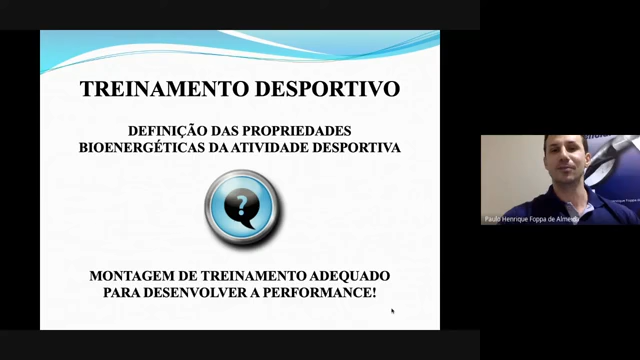 TREINAMENTO DESPORTIVO
DEFINIÇÃO DAS PROPRIEDADES
BIOENERGÉTICAS DA ATIVIDADE DESPORTIVA
?
MONTAGEM DE TREINAMENTO ADEQUADO
PARA DESENVOLVER A PERFORMANCE!
Paulo Henrique Foppa de Almeida